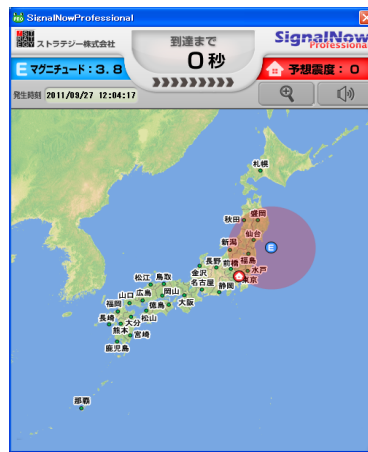 SignalNowProfessional
ストラテジー株式会社
到達まで
0秒
SignalNow
Professional
E マグニチュード：3.8
予想震度：0
発生時刻 2011/09/27 12:04:17
札幌
盛岡
秋田
仙台
新潟
福島
長野 前橋
水戸
金沢
東京
松江 鳥取
名古屋 静岡
山口 広島 岡山
福岡
徳島 大阪
長崎
大分 松山
熊本
宮崎
鹿児島
那覇
E